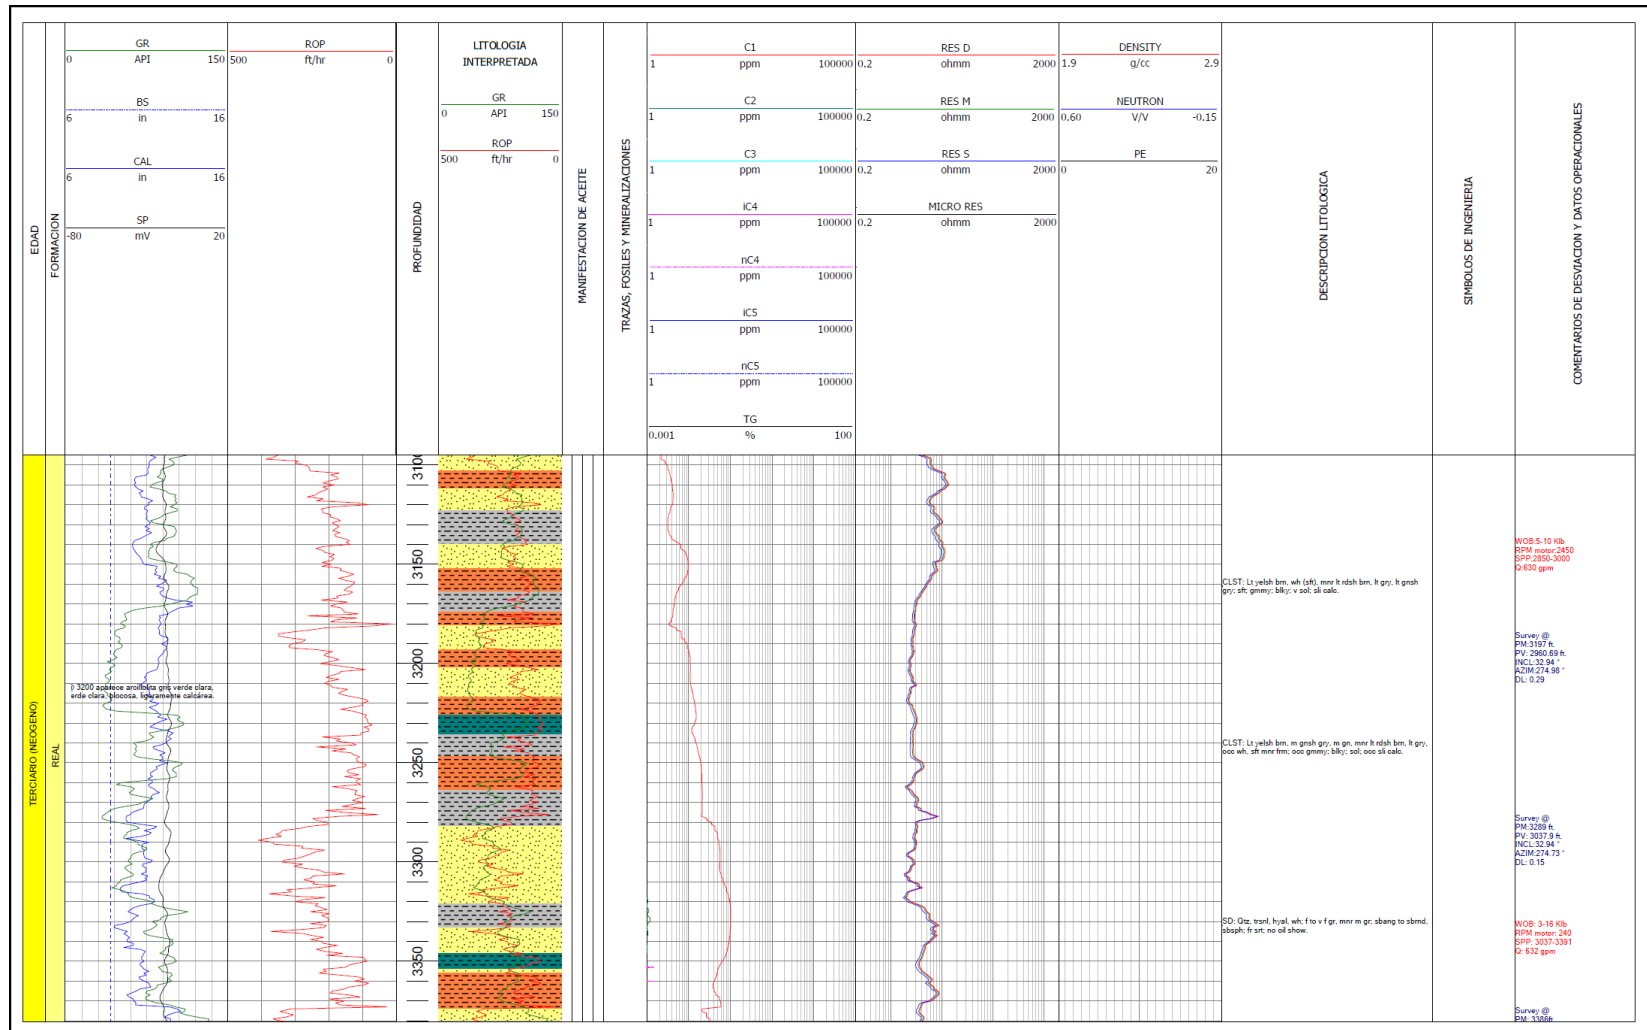 EDAD
FORMACION
GR
0 API 150
BS
6 in 16
CAL
6 in 16
SP
-80 mV 20
ROP
500 ft/hr 0
PROFUNDIDAD
LITOLOGIA
INTERPRETADA
GR
0 API 150
ROP
500 ft/hr 0
MANIFESTACION DE ACEITE
TRAZAS, FOSILES Y MINERALIZACIONES
C1
1 ppm 100000
C2
1 ppm 100000
C3
1 ppm 100000
iC4
1 ppm 100000
nC4
1 ppm 100000
iC5
1 ppm 100000
nC5
1 ppm 100000
TG
0.001 % 100
RES D
0.2 ohmm 2000
RES M
0.2 ohmm 2000
RES S
0.2 ohmm 2000
MICRO RES
0.2 ohmm 2000
DENSITY
1.9 g/cc 2.9
NEUTRON
0.60 V/V -0.15
PE
0 20
DESCRIPCION LITOLOGICA
SIMBOLOS DE INGENIERIA
COMENTARIOS DE DESVIACION Y DATOS OPERACIONALES
TERCIARIO (NEOGENO)
REAL
3200 aparece arcillolita gris verde clara,
erde clara, blocosa, ligeramente calcárea.
3100
3150
3200
3250
3300
3350
CLST: Lt yelsh brn, wh (sft), mnr lt rdsh brn, lt gry, lt gnsh
gry; sft; gmmy; blky; v sol; sli calc.
CLST: Lt yelsh brn, m gnsh gry, m gn, mnr lt rdsh brn, lt gry,
occ wh, sft mnr frm; occ gmmy; blky; sol; occ sli calc.
SD: Qtz, trsnl, hyal, wh; f to v f gr, mnr m gr; sbang to sbrnd,
sbsph; fr srt; no oil show.
WOB:5-10 Klb
RPM motor:2450
SPP:2850-3000
Q:630 gpm
Survey @
PM:3197 ft.
PV: 2960.69 ft.
INCL:32.94 °
AZIM:274.98 °
DL: 0.29
Survey @
PM:3289 ft.
PV: 3037.9 ft.
INCL:32.94 °
AZIM:274.73 °
DL: 0.15
WOB: 3-16 Klb
RPM motor: 240
SPP: 3037-3391
Q: 632 gpm
Survey @
PM: 3386ft